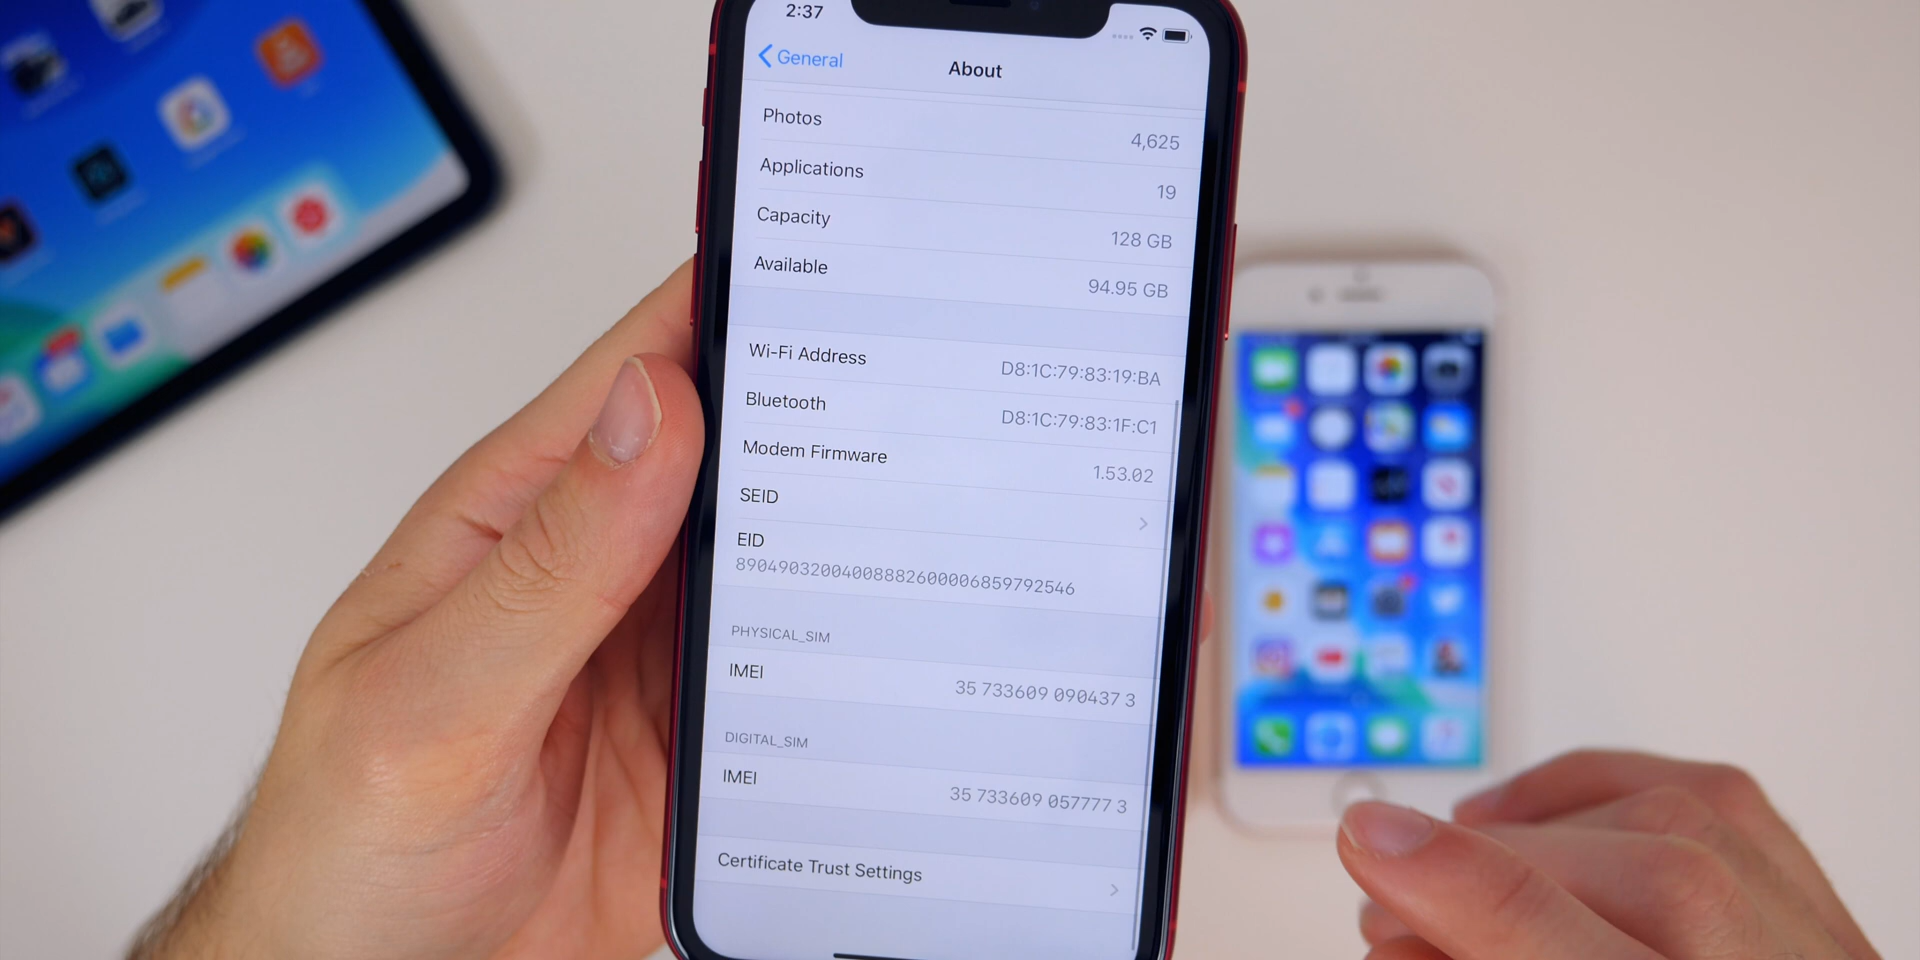 2:37
General
About
Photos 4,625
Applications 19
Capacity 128 GB
Available 94.95 GB
Wi-Fi Address D8:1C:79:83:19:BA
Bluetooth D8:1C:79:83:1F:C1
Modem Firmware 1.53.02
SEID
EID
89049032004008882600006859792546
PHYSICAL_SIM
IMEI 35 733609 090437 3
DIGITAL_SIM
IMEI 35 733609 057777 3
Certificate Trust Settings